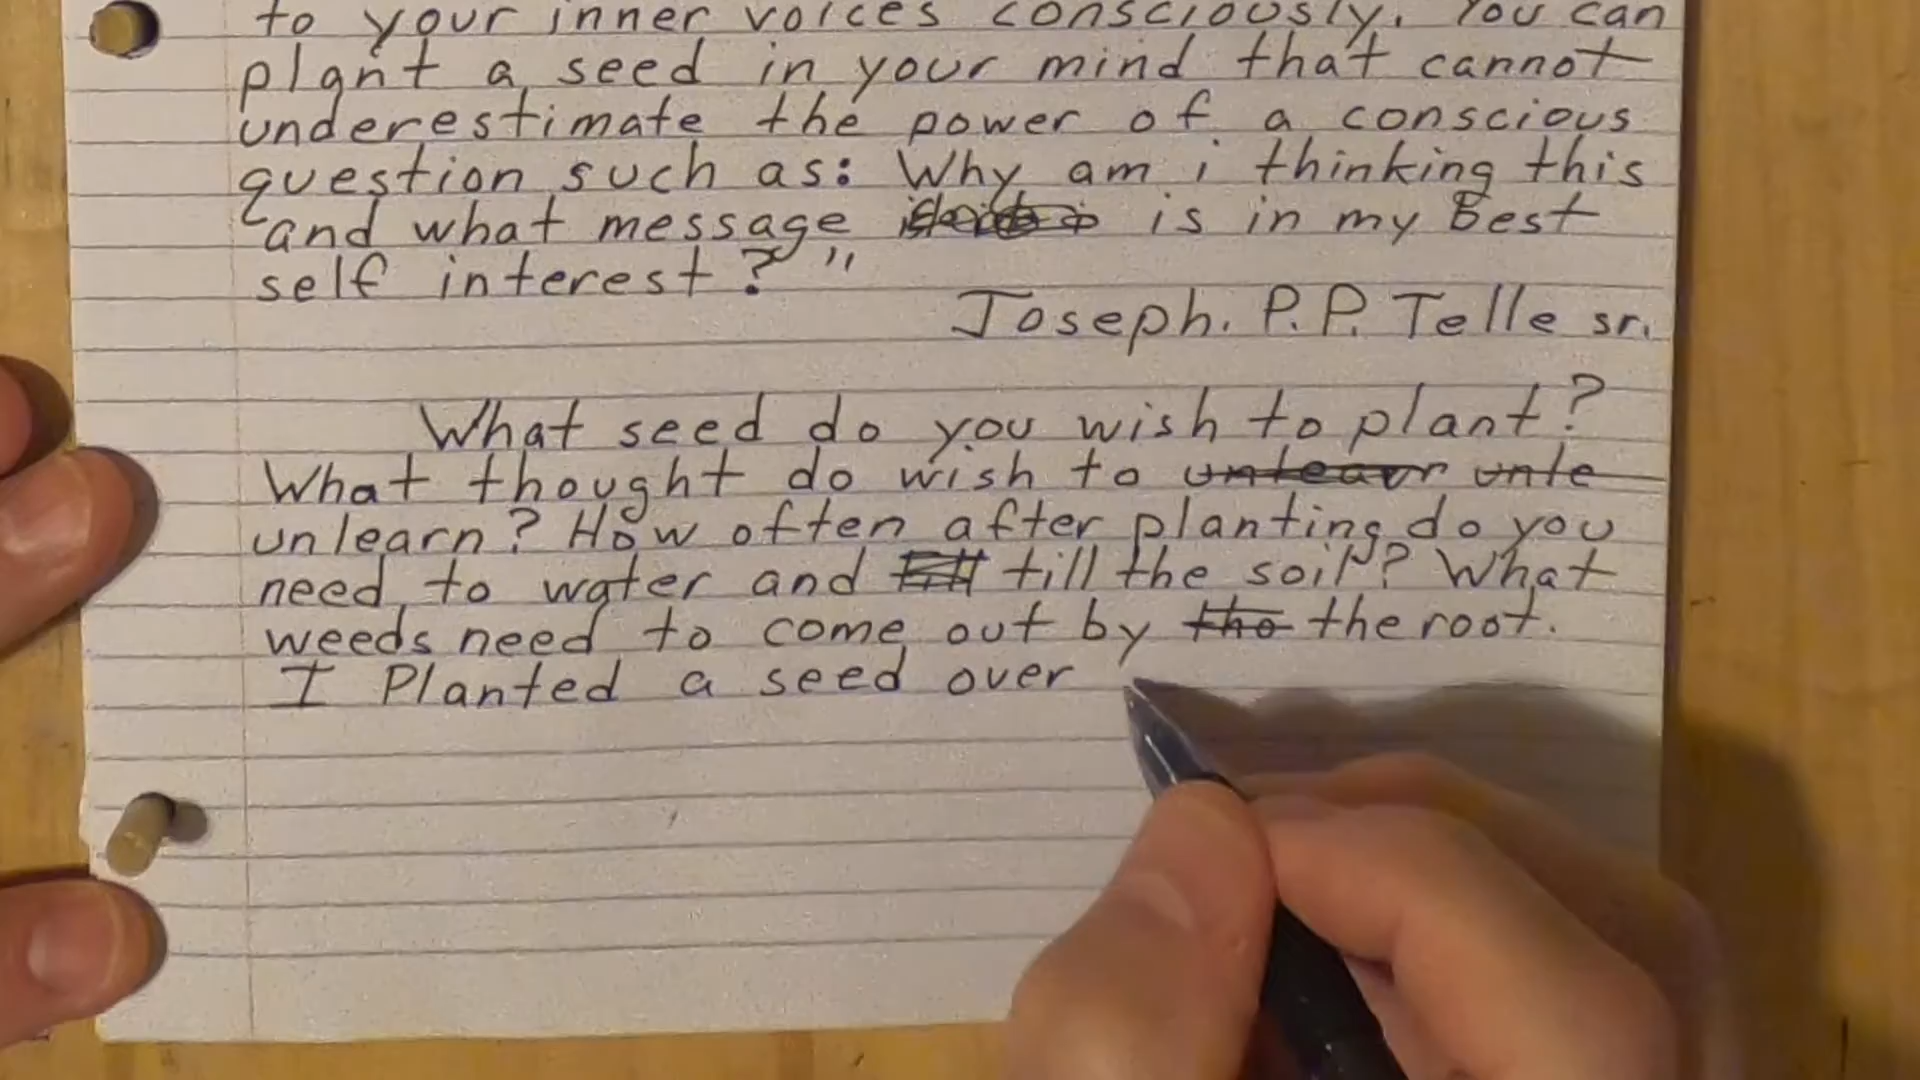 to your inner voices consciously. You can
plant a seed in your mind that cannot
underestimate the power of a conscious
question such as: Why am i thinking this
and what message is in my Best
self interest? "
Joseph. P.P. Telle sr.
What seed do you wish to plant?
What thought do wish to unlear unle
unlearn? How often after planting do you
need to water and till till the soil? What
weeds need to come out by tho the root.
I Planted a seed over